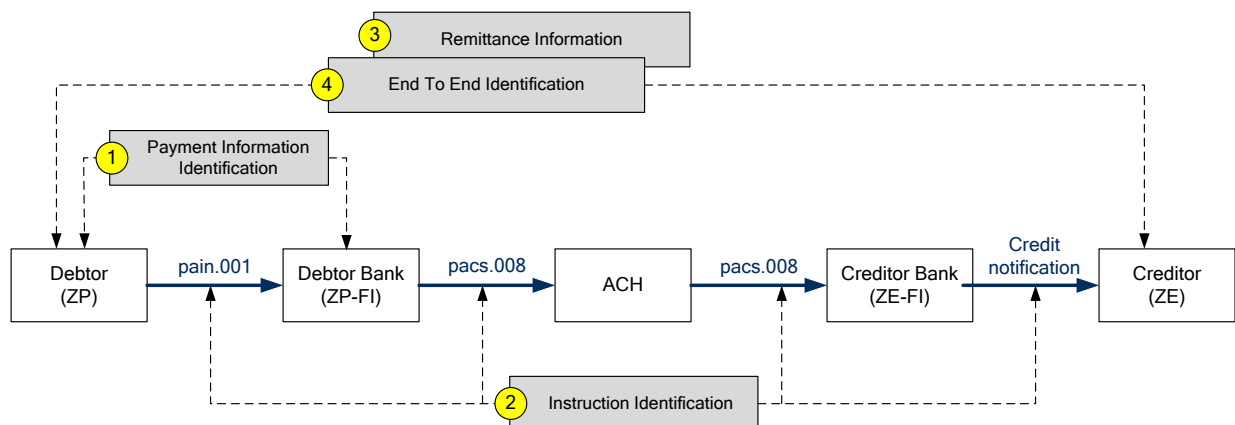 3
Remittance Information
4
End To End Identification
1
Payment Information
Identification
Debtor
(ZP)
pain.001
Debtor Bank
(ZP-FI)
pacs.008
ACH
pacs.008
Creditor Bank
(ZE-FI)
Credit
notification
Creditor
(ZE)
2
Instruction Identification